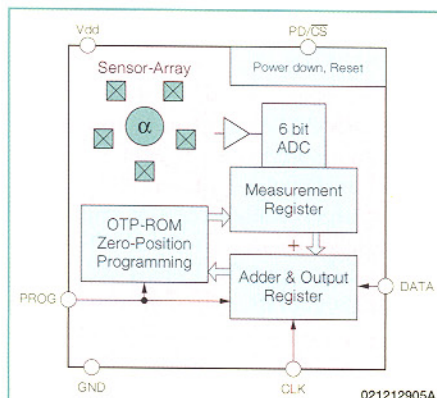 Vdd
PD/C̅S̅
Sensor-Array
Power down, Reset
α
6 bit
ADC
Measurement
Register
OTP-ROM
Zero-Position
Programming
+
Adder & Output
Register
PROG
DATA
GND
CLK
021212905A